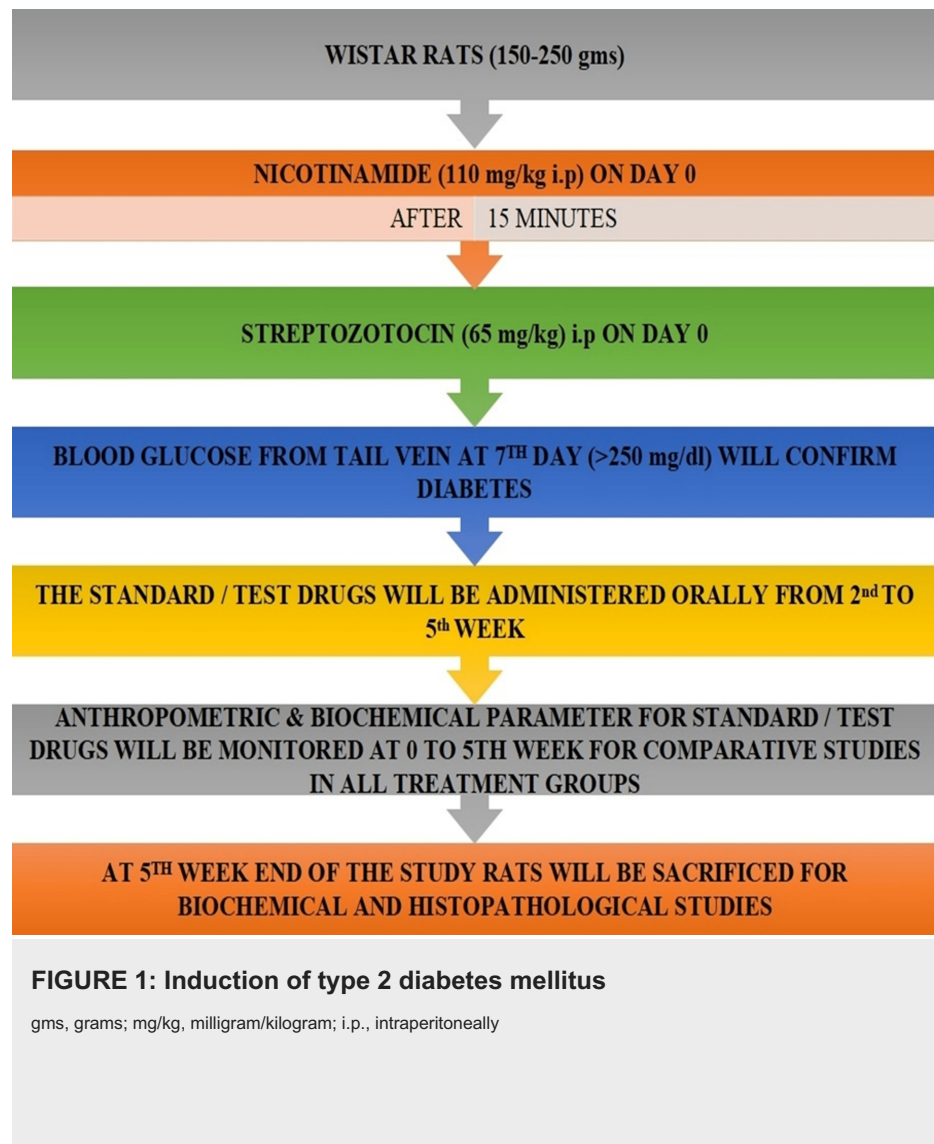 WISTAR RATS (150-250 gms)
NICOTINAMIDE (110 mg/kg i.p) ON DAY 0
AFTER 15 MINUTES
STREPTOZOTOCIN (65 mg/kg) i.p ON DAY 0
BLOOD GLUCOSE FROM TAIL VEIN AT 7TH DAY (>250 mg/dl) WILL CONFIRM
DIABETES
THE STANDARD / TEST DRUGS WILL BE ADMINISTERED ORALLY FROM 2nd TO
5th WEEK
ANTHROPOMETRIC & BIOCHEMICAL PARAMETER FOR STANDARD / TEST
DRUGS WILL BE MONITORED AT 0 TO 5TH WEEK FOR COMPARATIVE STUDIES
IN ALL TREATMENT GROUPS
AT 5TH WEEK END OF THE STUDY RATS WILL BE SACRIFICED FOR
BIOCHEMICAL AND HISTOPATHOLOGICAL STUDIES
FIGURE 1: Induction of type 2 diabetes mellitus
gms, grams; mg/kg, milligram/kilogram; i.p., intraperitoneally